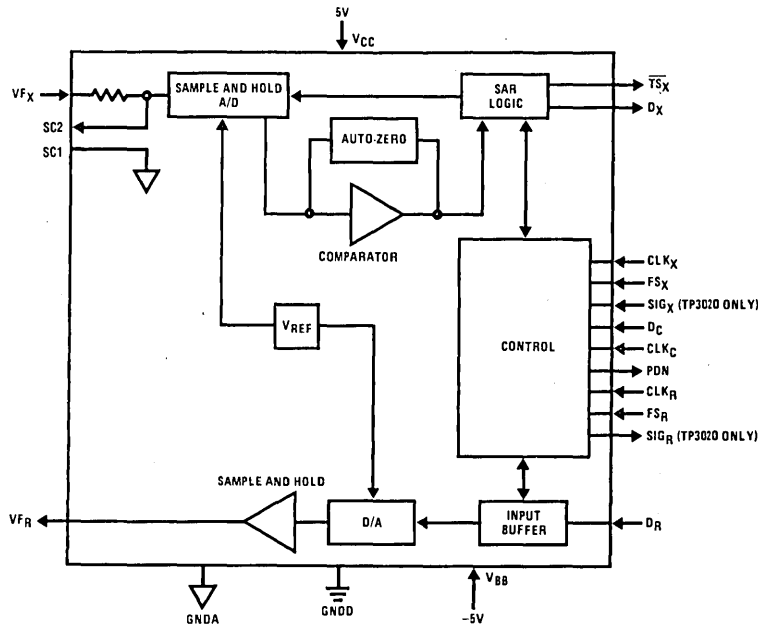 5V
VCC
VFX
SAMPLE AND HOLD
A/D
SAR
LOGIC
TSX
DX
SC2
SC1
AUTO-ZERO
COMPARATOR
CLKX
FSX
SIGX (TP3020 ONLY)
DC
CLKC
PDN
CLKR
FSR
SIGR (TP3020 ONLY)
VREF
CONTROL
SAMPLE AND HOLD
VFR
D/A
INPUT
BUFFER
DR
GNDA
GNDD
VBB
-5V